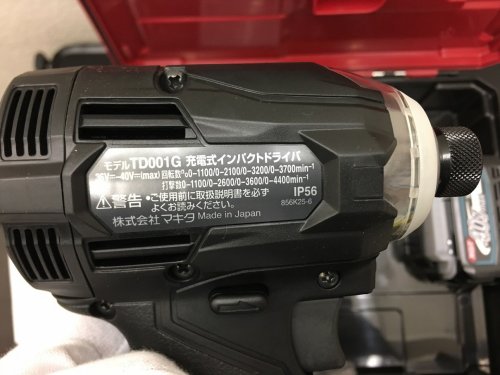 モデルTD001G 充電式インパクトドライバ
36V⎓-40V⎓(max) 回転数n₀0-1100/0-2100/0-3200/0-3700min⁻¹
打撃数0-1100/0-2600/0-3600/0-4400min⁻¹
⚠警告 •ご使用前に取扱説明書を必ず IP56
よくお読みください。 856K25-6
株式会社マキタ Made in Japan